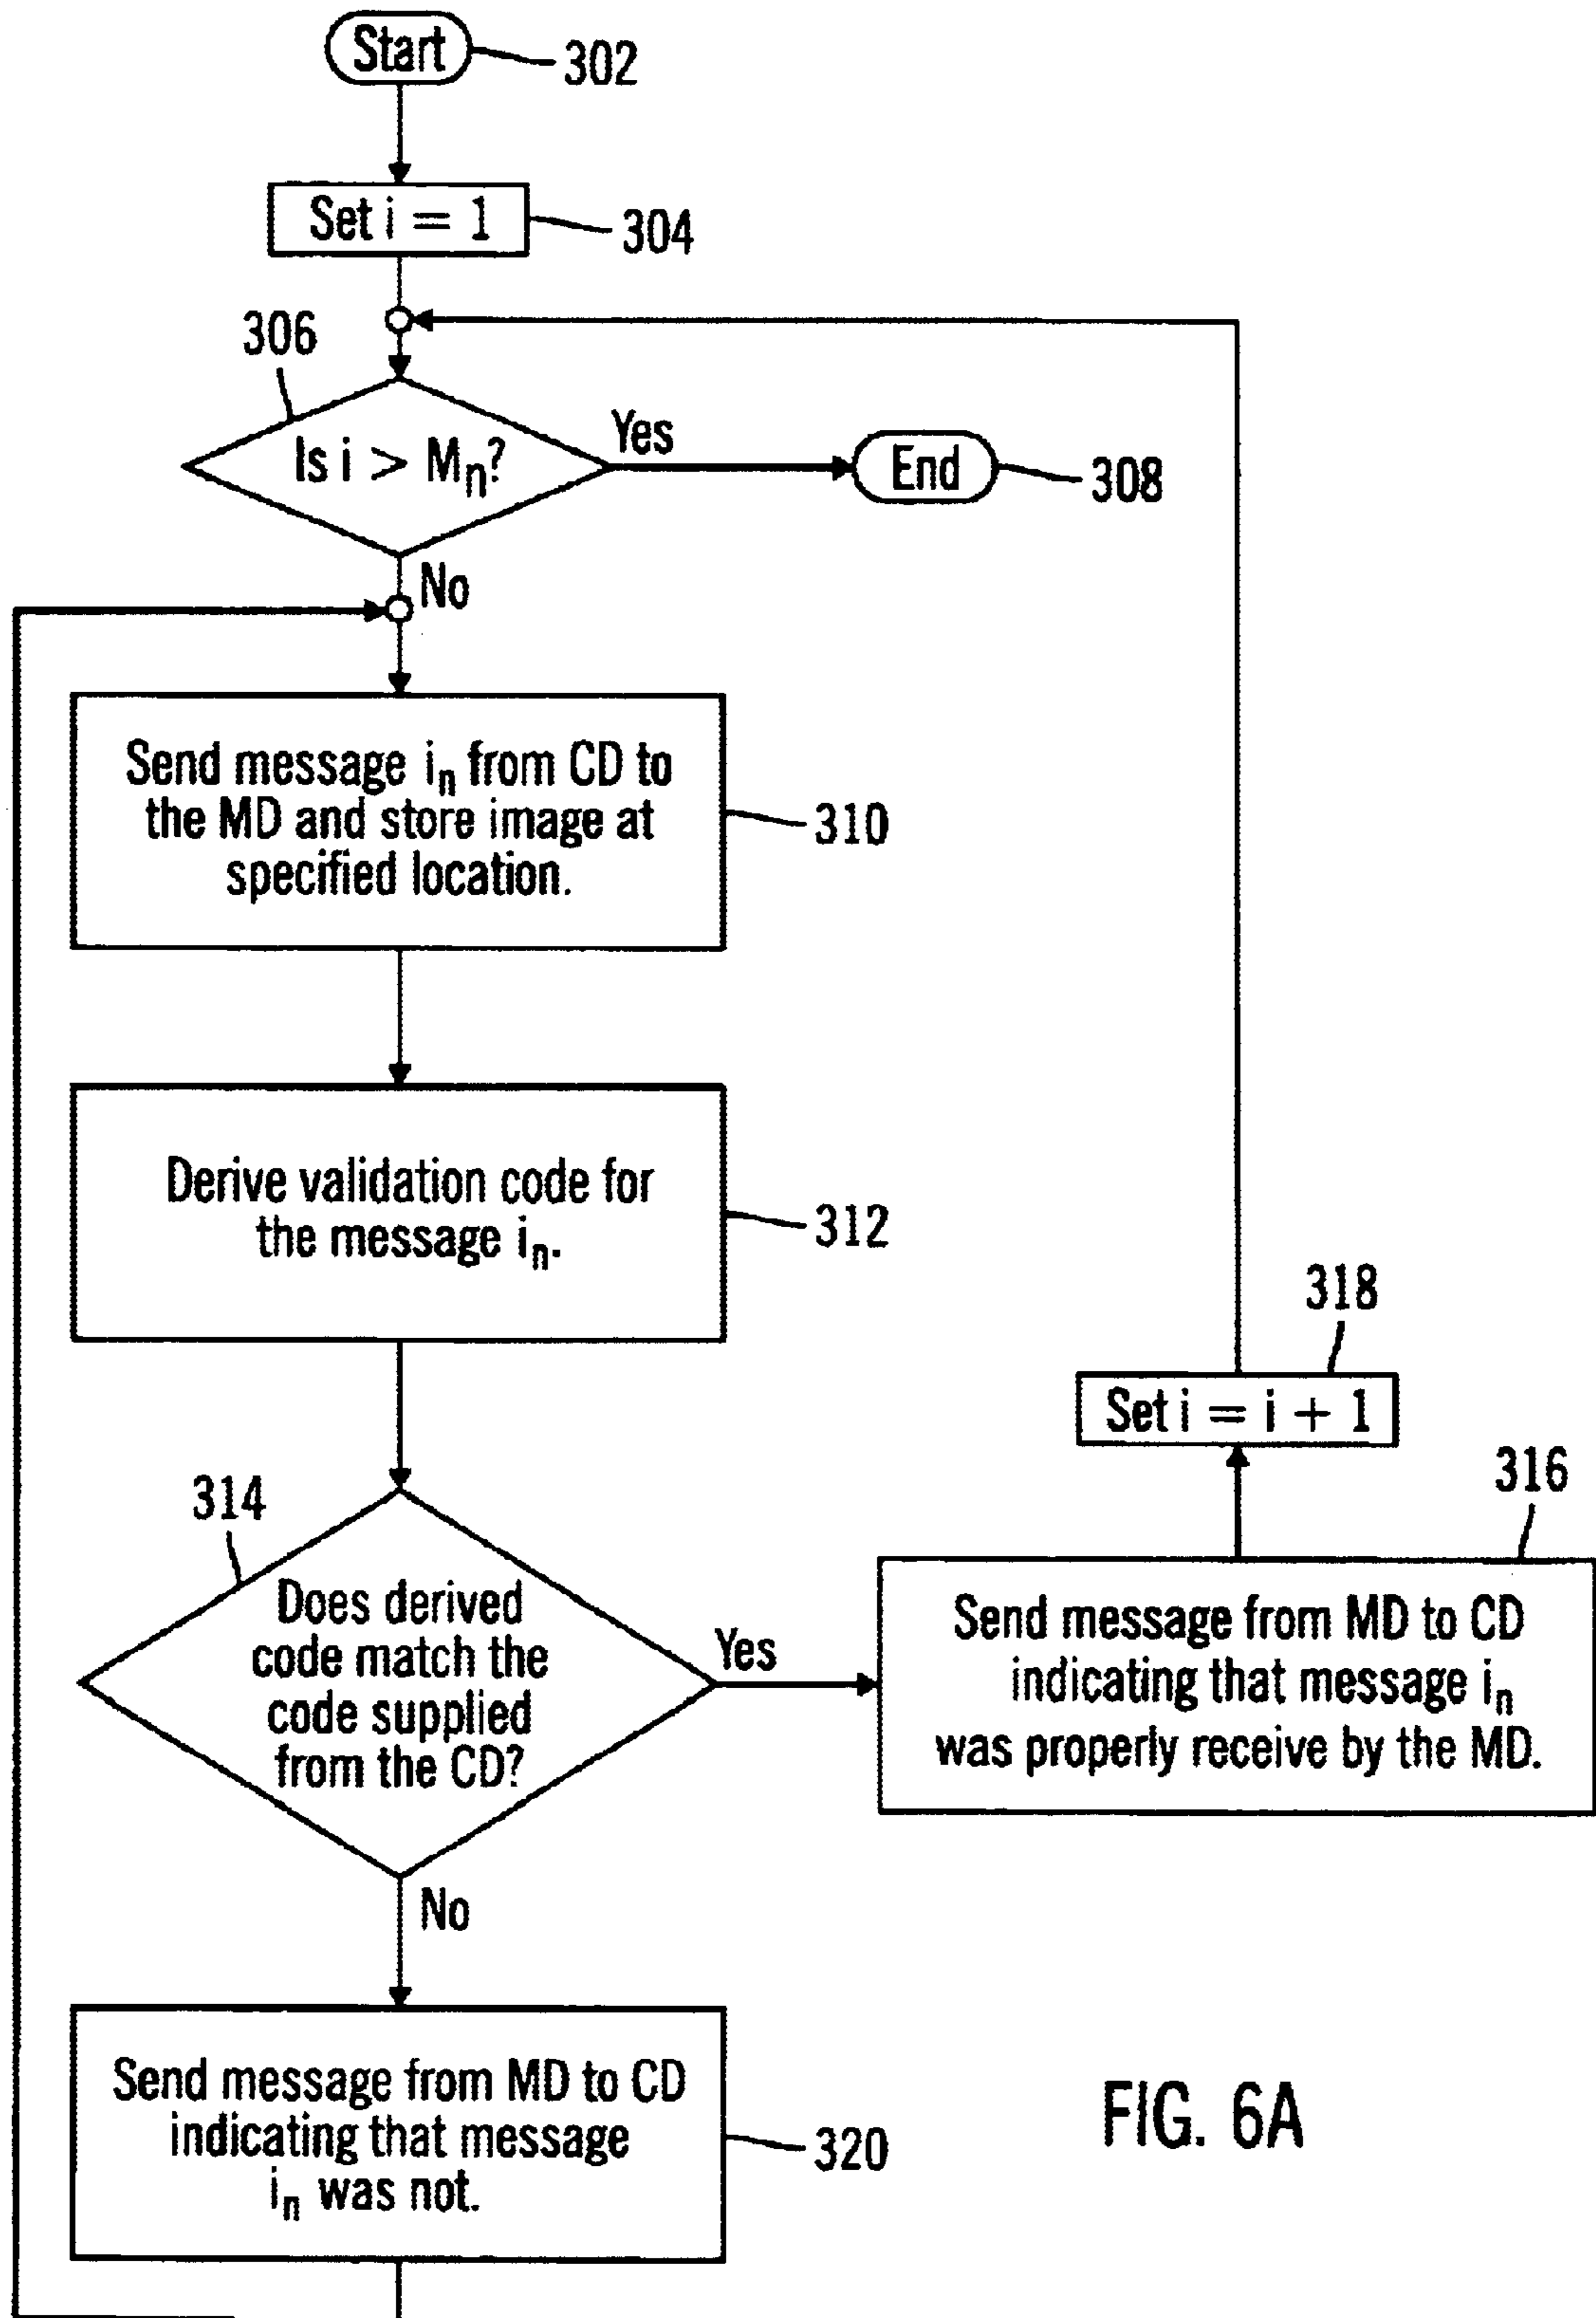 Start
302
Set i = 1
304
306
Is i > Mn?
Yes
End
308
No
Send message in from CD to
the MD and store image at
specified location.
310
Derive validation code for
the message in.
312
318
Set i = i + 1
314
Does derived
code match the
code supplied
from the CD?
Yes
316
Send message from MD to CD
indicating that message in
was properly receive by the MD.
No
Send message from MD to CD
indicating that message
in was not.
320
FIG. 6A